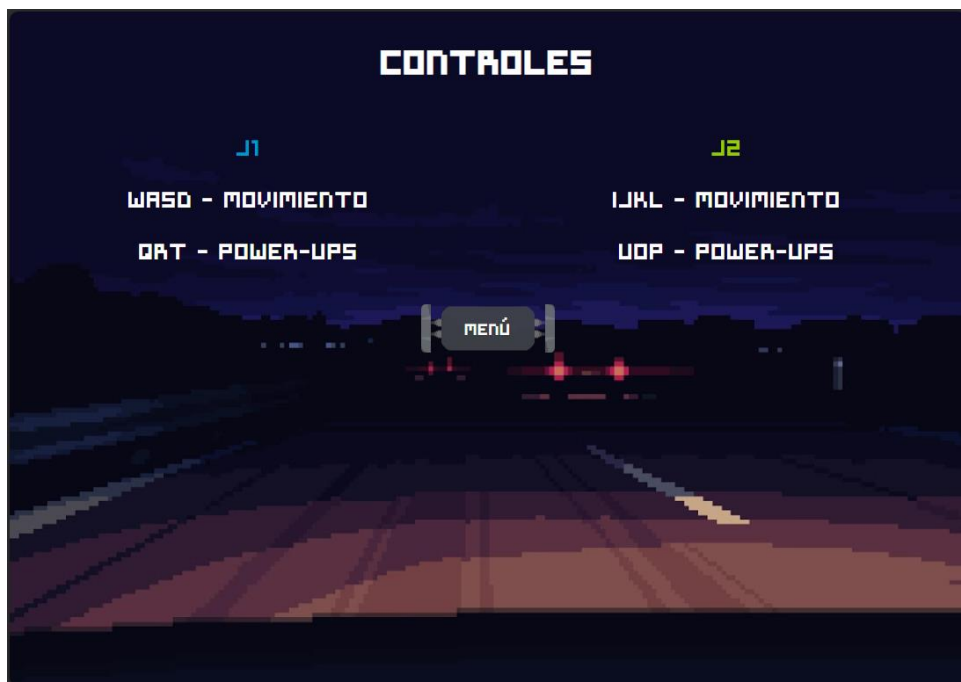 CONTROLES
J1
WASD - MOVIMIENTO
QRT - POWER-UPS
J2
IJKL - MOVIMIENTO
UOP - POWER-UPS
MENÚ